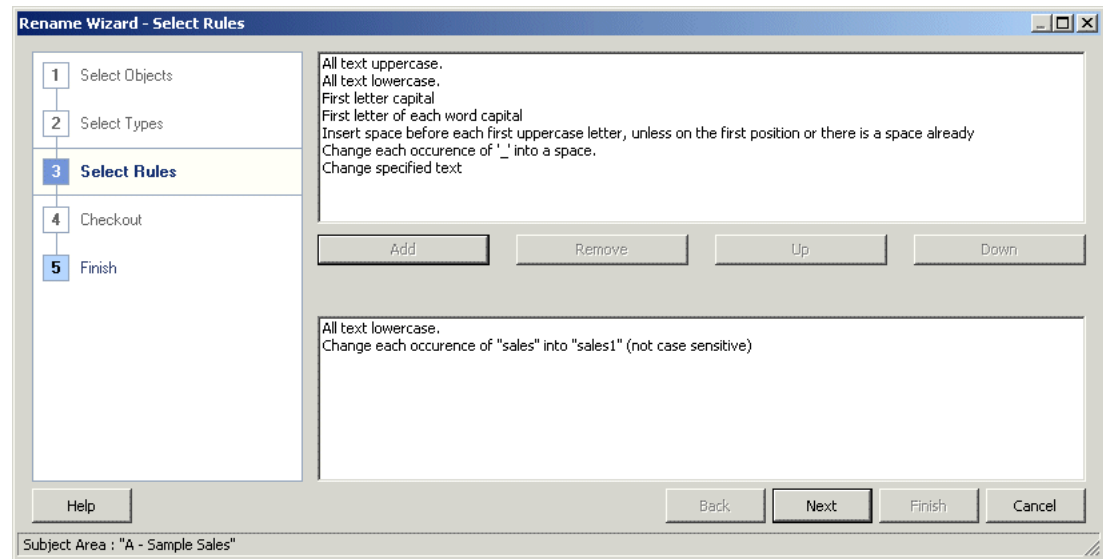 Rename Wizard - Select Rules
1 Select Objects
2 Select Types
3 Select Rules
4 Checkout
5 Finish
All text uppercase.
All text lowercase.
First letter capital
First letter of each word capital
Insert space before each first uppercase letter, unless on the first position or there is a space already
Change each occurence of '_' into a space.
Change specified text
Add Remove Up Down
All text lowercase.
Change each occurence of "sales" into "sales1" (not case sensitive)
Help Back Next Finish Cancel
Subject Area : "A - Sample Sales"